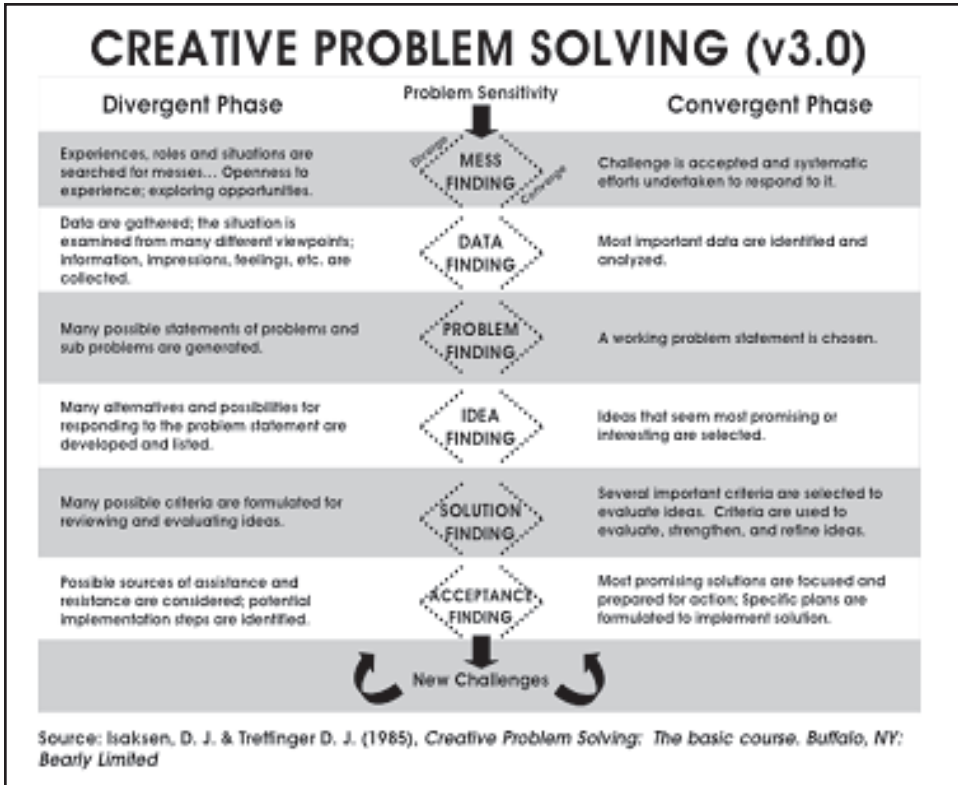 CREATIVE PROBLEM SOLVING (v3.0)
Divergent Phase
Problem Sensitivity
Convergent Phase
Experiences, roles and situations are
searched for messes... Openness to
experience; exploring opportunities.
Diverge
MESS
FINDING
Converge
Challenge is accepted and systematic
efforts undertaken to respond to it.
Data are gathered; the situation is
examined from many different viewpoints;
information, impressions, feelings, etc. are
collected.
DATA
FINDING
Most important data are identified and
analyzed.
Many possible statements of problems and
sub problems are generated.
PROBLEM
FINDING
A working problem statement is chosen.
Many alternatives and possibilities for
responding to the problem statement are
developed and listed.
IDEA
FINDING
Ideas that seem most promising or
interesting are selected.
Many possible criteria are formulated for
reviewing and evaluating ideas.
SOLUTION
FINDING
Several important criteria are selected to
evaluate ideas. Criteria are used to
evaluate, strengthen, and refine ideas.
Possible sources of assistance and
resistance are considered; potential
implementation steps are identified.
ACCEPTANCE
FINDING
Most promising solutions are focused and
prepared for action; Specific plans are
formulated to implement solution.
New Challenges
Source: Isaksen, D. J. & Treffinger D. J. (1985), Creative Problem Solving: The basic course. Buffalo, NY:
Bearly Limited